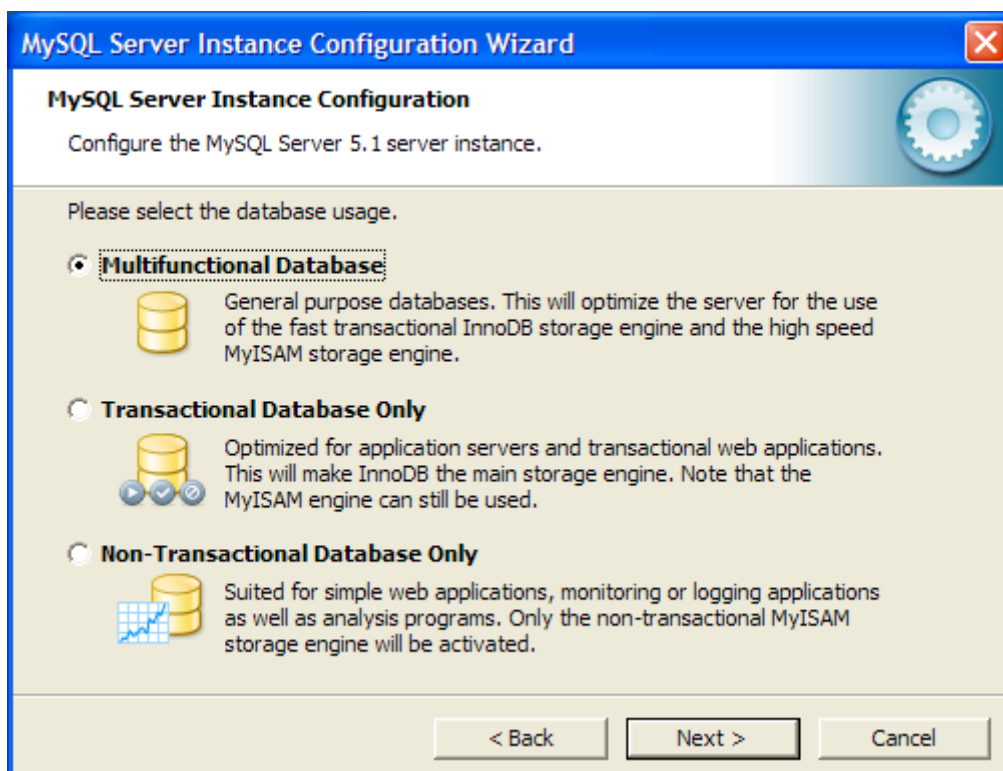 MySQL Server Instance Configuration Wizard
MySQL Server Instance Configuration
Configure the MySQL Server 5.1 server instance.
Please select the database usage.
Multifunctional Database
General purpose databases. This will optimize the server for the use
of the fast transactional InnoDB storage engine and the high speed
MyISAM storage engine.
Transactional Database Only
Optimized for application servers and transactional web applications.
This will make InnoDB the main storage engine. Note that the
MyISAM engine can still be used.
Non-Transactional Database Only
Suited for simple web applications, monitoring or logging applications
as well as analysis programs. Only the non-transactional MyISAM
storage engine will be activated.
< Back Next > Cancel